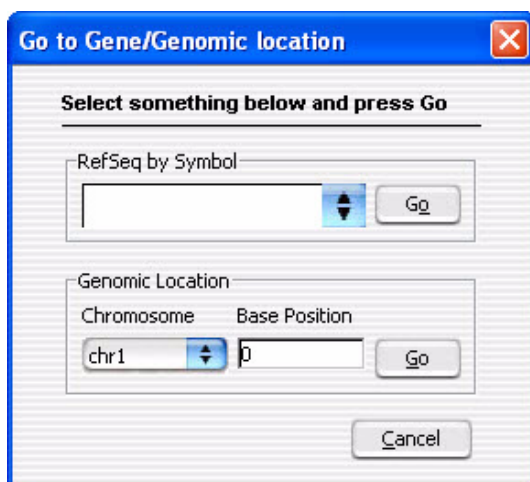 Go to Gene/Genomic location
Select something below and press Go
RefSeq by Symbol
Go
Genomic Location
Chromosome Base Position
chr1 0 Go
Cancel